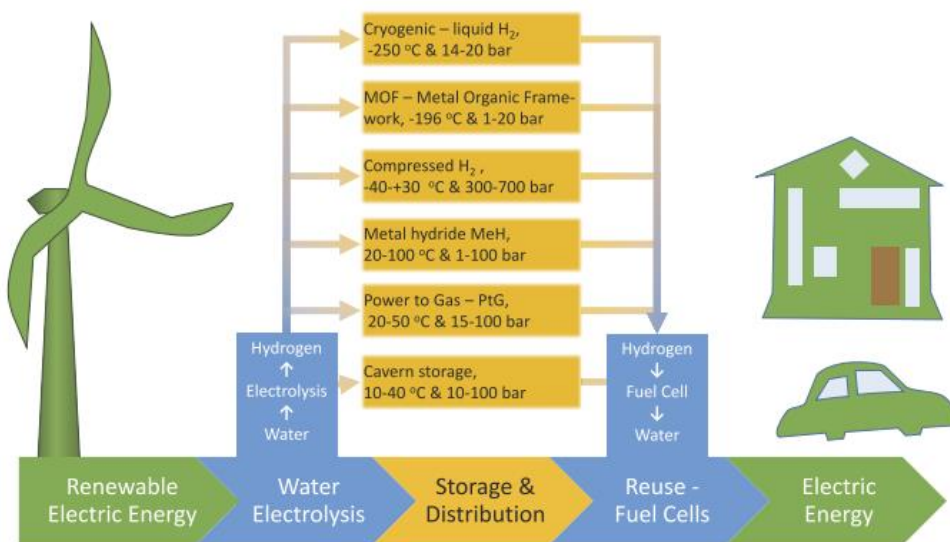 Cryogenic – liquid H₂,
-250 °C & 14-20 bar
MOF – Metal Organic Frame-
work, -196 °C & 1-20 bar
Compressed H₂ ,
-40-+30 °C & 300-700 bar
Metal hydride MeH,
20-100 °C & 1-100 bar
Power to Gas – PtG,
20-50 °C & 15-100 bar
Cavern storage,
10-40 °C & 10-100 bar
Hydrogen
↑
Electrolysis
↑
Water
Hydrogen
↓
Fuel Cell
↓
Water
Renewable
Electric Energy
Water
Electrolysis
Storage &
Distribution
Reuse -
Fuel Cells
Electric
Energy